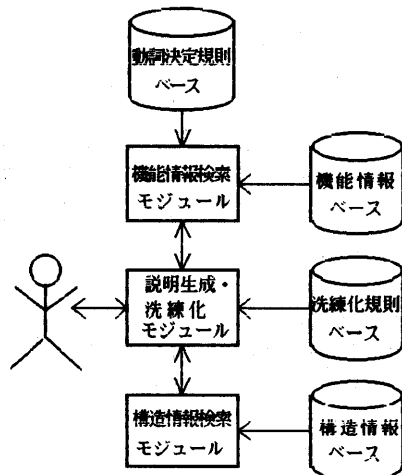 動詞決定規則
ベース
機能情報検索
モジュール
機能情報
ベース
説明生成・
洗練化
モジュール
洗練化規則
ベース
構造情報検索
モジュール
構造情報
ベース